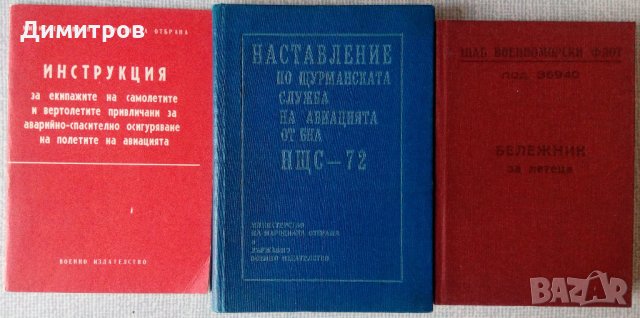 Димитров
ОТБРАНА
ИНСТРУКЦИЯ
за екипажите на самолетите
и вертолетите привличани за
аварийно-спасително осигуряване
на полетите на авиацията
ВОЕННО ИЗДАТЕЛСТВО
НАСТАВЛЕНИЕ
ПО ЩУРМАНСКАТА
СЛУЖБА
НА АВИАЦИЯТА
ОТ БНА
НЩС-72
МИНИСТЕРСТВО
НА НАРОДНАТА ОТБРАНА
ДЪРЖАВНО
ВОЕННО ИЗДАТЕЛСТВО
ЩАБ ВОЕННОМОРСКИ ФЛОТ
под. 36940
БЕЛЕЖНИК
за летеца
BAZAR